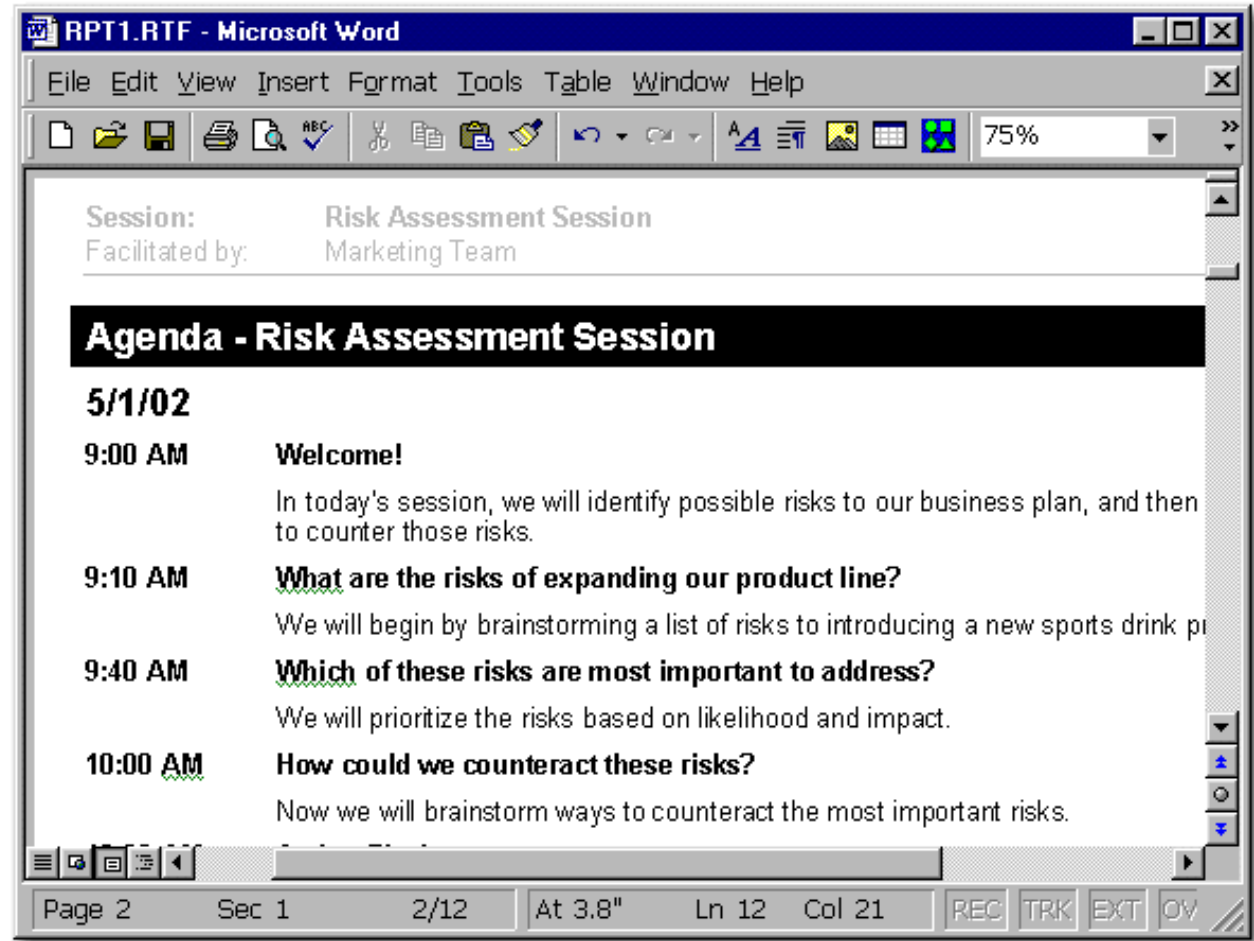 RPT1.RTF - Microsoft Word
File Edit View Insert Format Tools Table Window Help
ABC A A 75%
Session: Risk Assessment Session
Facilitated by: Marketing Team
Agenda - Risk Assessment Session
5/1/02
9:00 AM Welcome!
In today's session, we will identify possible risks to our business plan, and then
to counter those risks.
9:10 AM What are the risks of expanding our product line?
We will begin by brainstorming a list of risks to introducing a new sports drink
9:40 AM Which of these risks are most important to address?
We will prioritize the risks based on likelihood and impact.
10:00 AM How could we counteract these risks?
Now we will brainstorm ways to counteract the most important risks.
Page 2 Sec 1 2/12 At 3.8" Ln 12 Col 21 REC TRK EXT OV